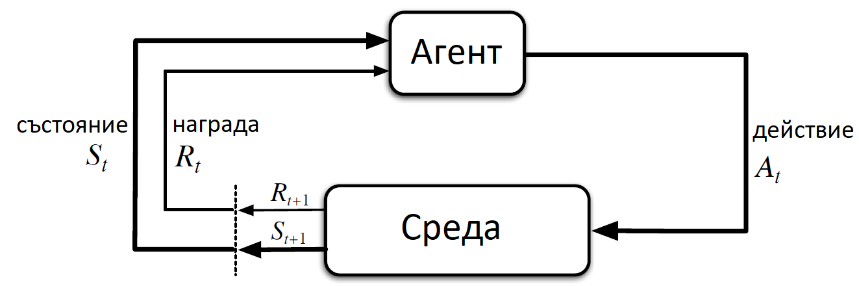 Агент
състояние
S_t
награда
R_t
действие
A_t
R_{t+1}
S_{t+1}
Среда